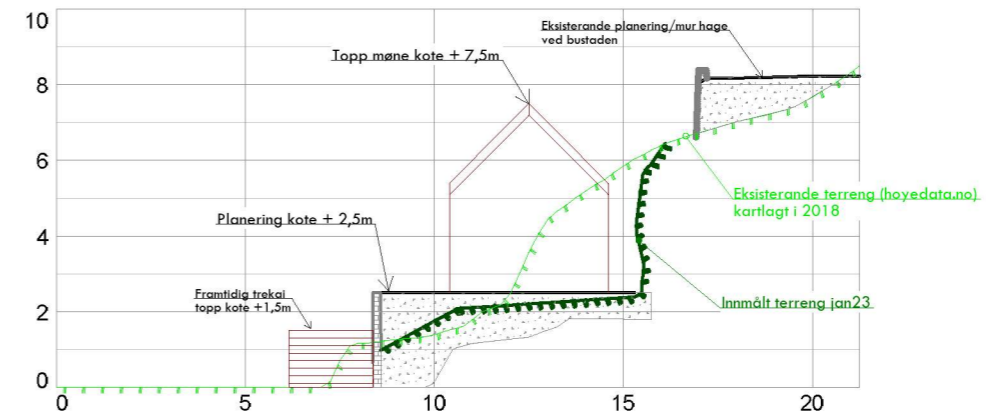 10
Eksisterande planering/mur hage
ved bustaden
Topp møne kote + 7,5m
8
6
Eksisterande terreng (hoyedata.no)
kartlagt i 2018
Planering kote + 2,5m
4
Framtidig trekai
topp kote +1,5m
Innmålt terreng jan23
2
0
0
5
10
15
20